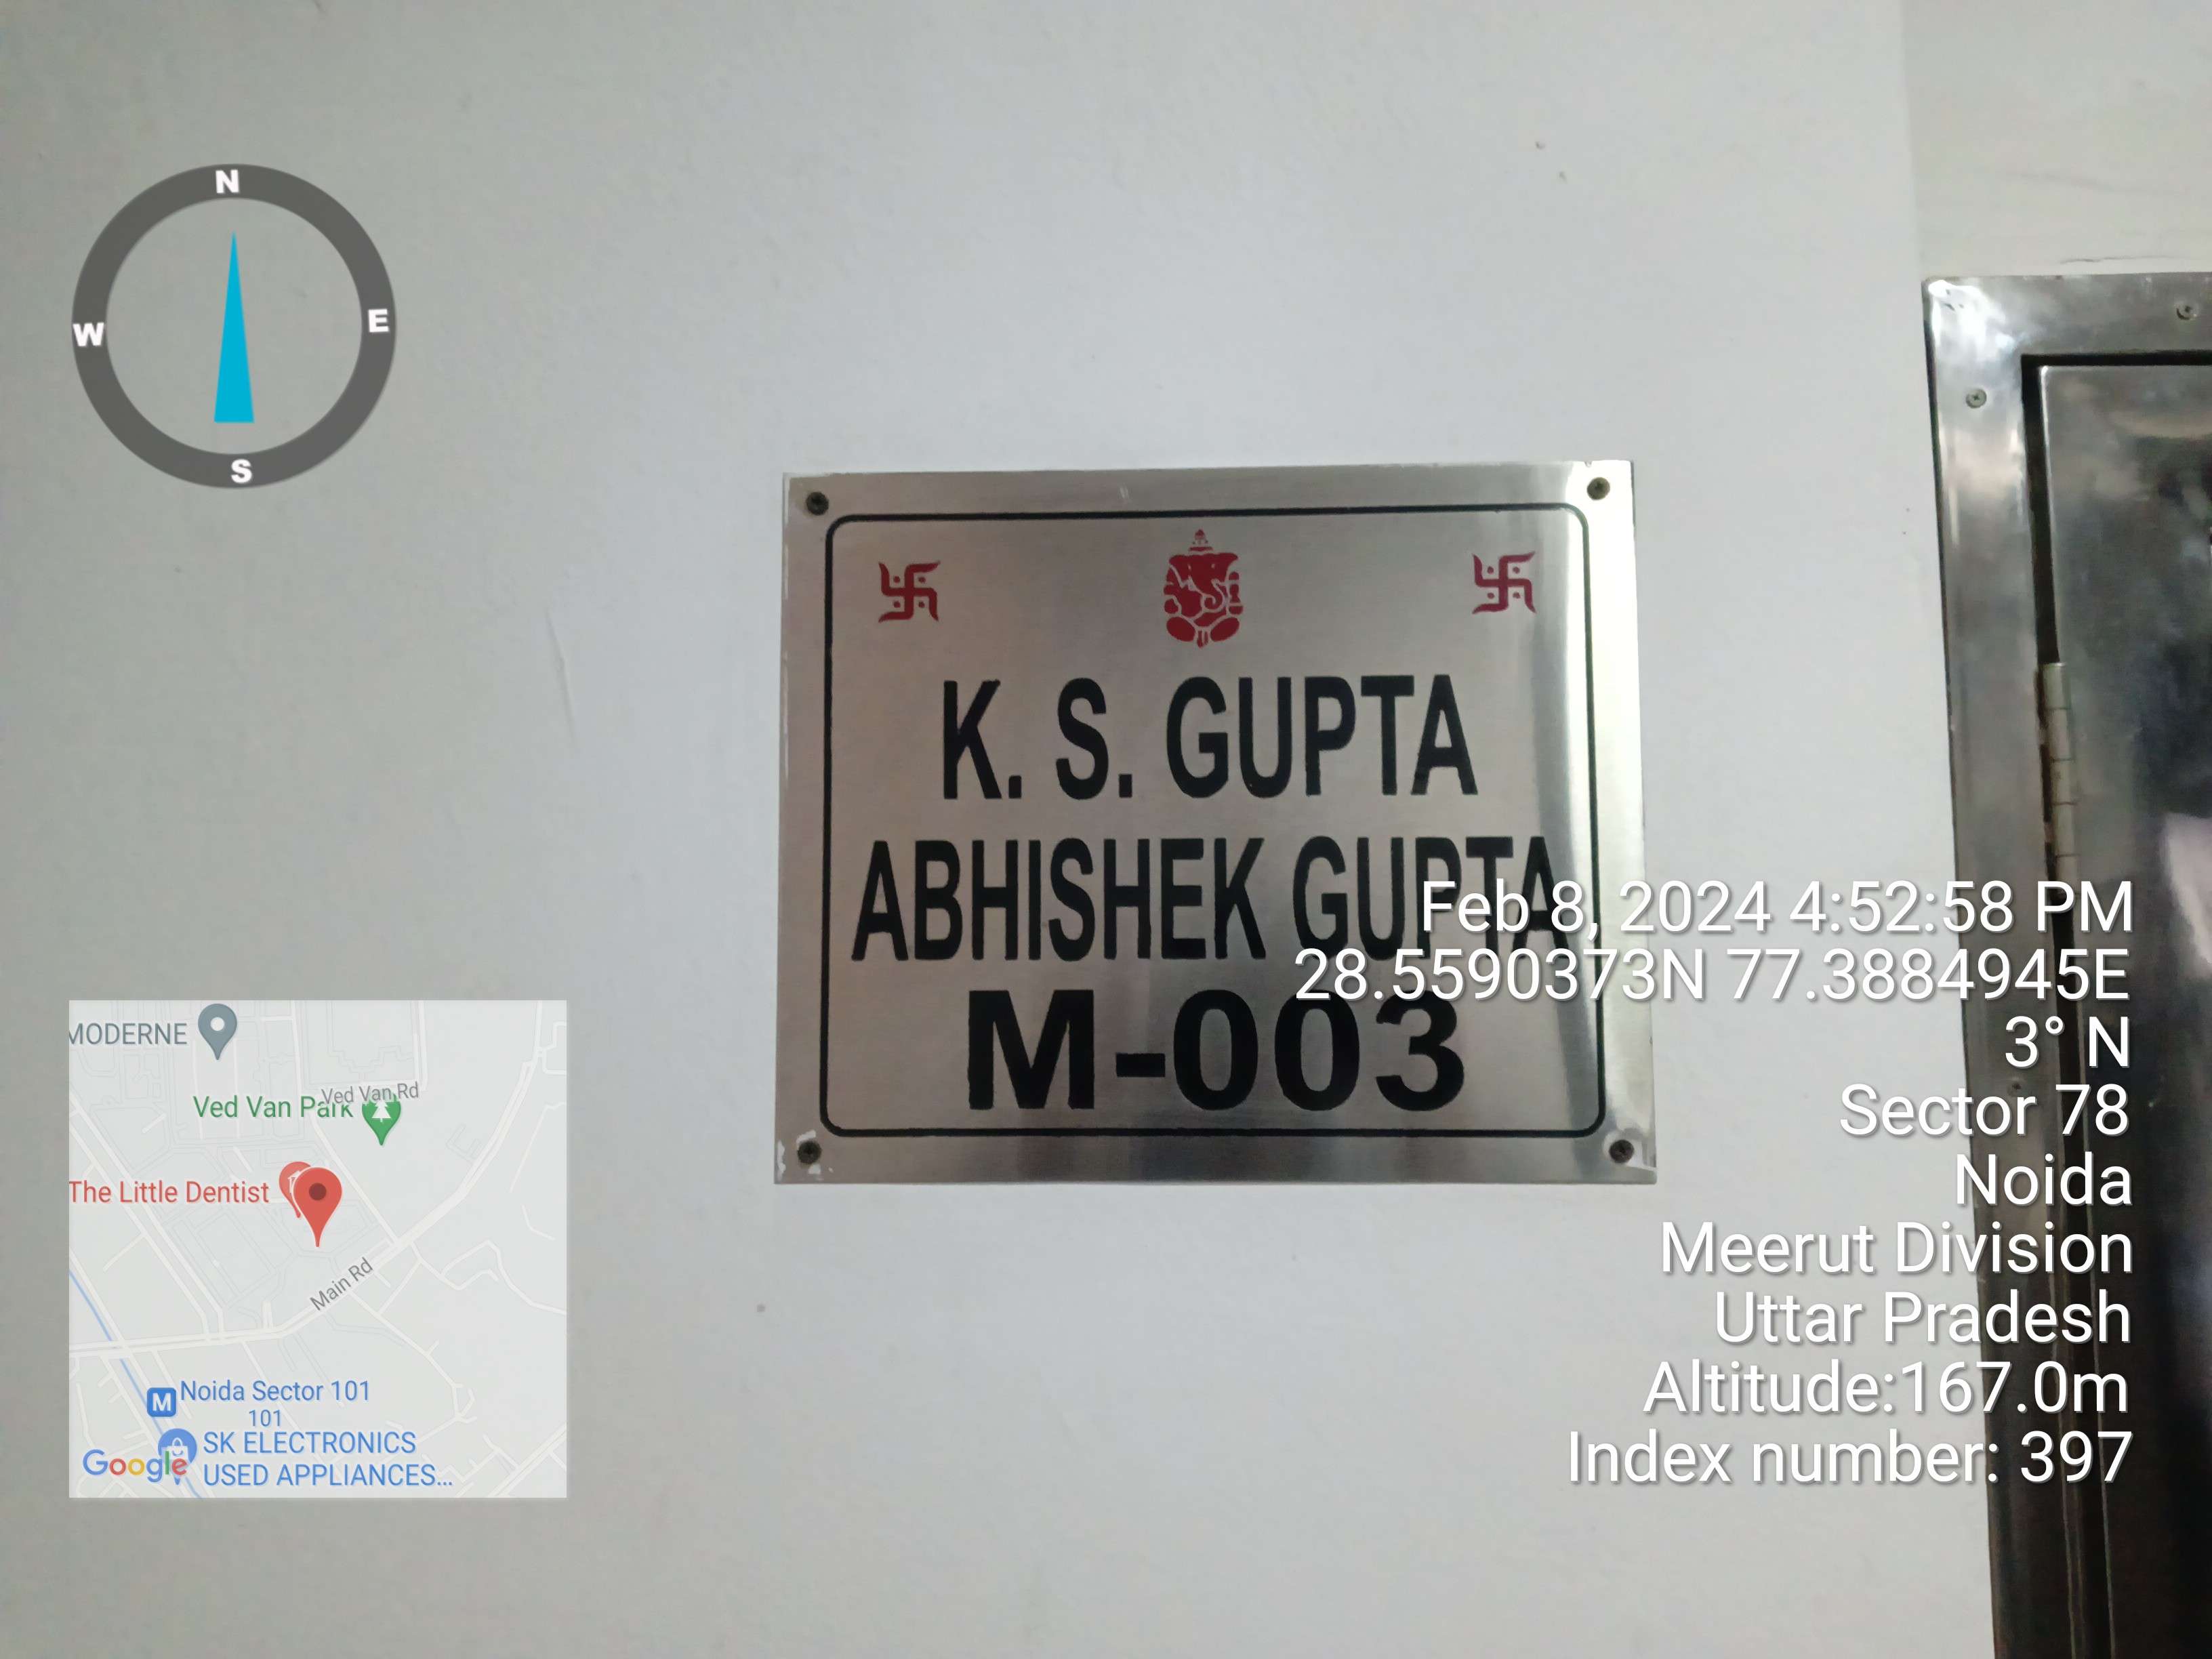 N
W
E
S
K. S. GUPTA
ABHISHEK GUPTA
M-003
Feb 8, 2024 4:52:58 PM
28.5590373N 77.3884945E
3° N
Sector 78
Noida
Meerut Division
Uttar Pradesh
Altitude:167.0m
Index number: 397
MODERNE
Ved Van Rd
Ved Van Park
The Little Dentist
Main Rd
M Noida Sector 101
101
SK ELECTRONICS
Google USED APPLIANCES...